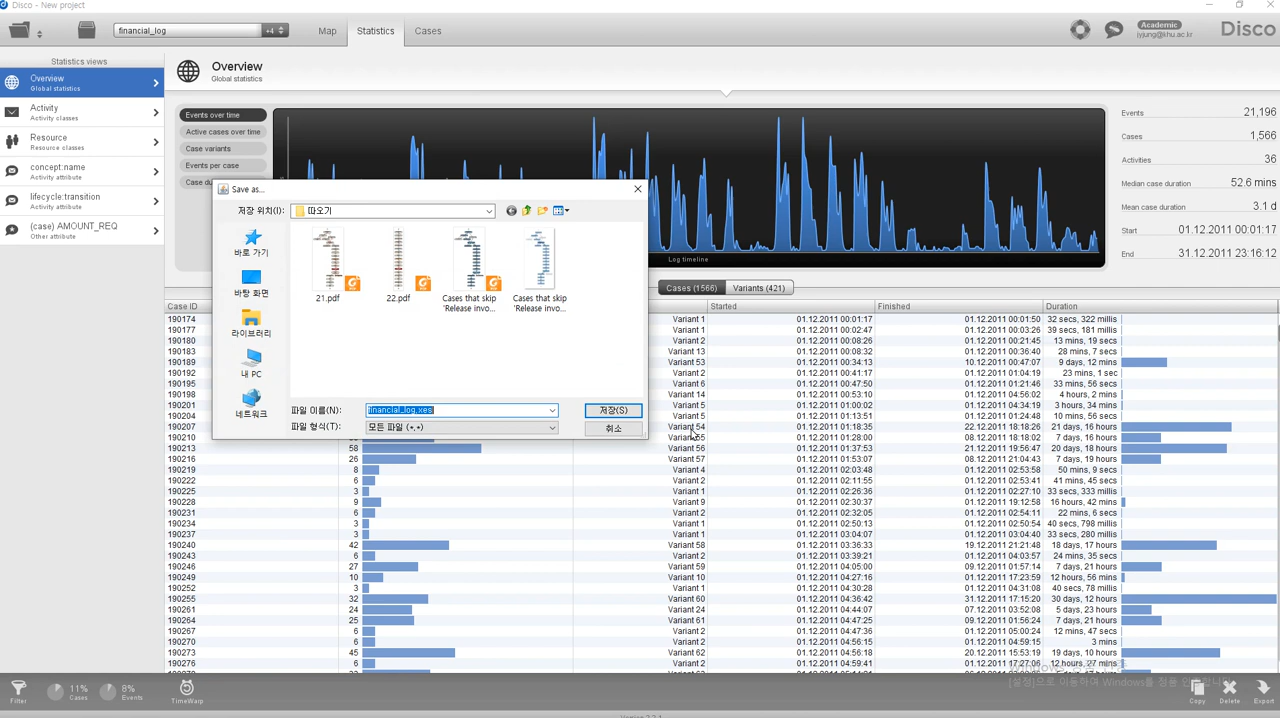 Disco - New project
financial_log
+4
Map
Statistics
Cases
Academic
jyjung@khu.ac.kr
Disco
Statistics views
Overview
Global statistics
Activity
Activity classes
Resource
Resource classes
concept:name
Activity attribute
lifecycle:transition
Activity attribute
(case) AMOUNT_REQ
Other attribute
Overview
Global statistics
Events over time
Active cases over time
Case variants
Events per case
Case du
Log timeline
Events 21,196
Cases 1,566
Activities 36
Median case duration 52.6 mins
Mean case duration 3.1 d
Start 01.12.2011 00:01:17
End 31.12.2011 23:16:12
Save as...
저장 위치(I):
따오기
바로 가기
바탕 화면
라이브러리
내 PC
네트워크
21.pdf
22.pdf
Cases that skip
'Release invo...
Cases that skip
'Release invo...
파일 이름(N):
financial_log.xes
저장(S)
파일 형식(T):
모든 파일 (*.*)
취소
Cases (1566)
Variants (421)
Case ID Started Finished Duration
190174 Variant 1 01.12.2011 00:01:17 01.12.2011 00:01:50 32 secs, 322 millis
190177 Variant 1 01.12.2011 00:02:47 01.12.2011 00:03:26 39 secs, 181 millis
190180 Variant 2 01.12.2011 00:08:26 01.12.2011 00:21:45 13 mins, 19 secs
190183 Variant 13 01.12.2011 00:08:32 01.12.2011 00:36:40 28 mins, 7 secs
190189 Variant 53 01.12.2011 00:34:13 10.12.2011 00:47:07 9 days, 12 mins
190192 Variant 2 01.12.2011 00:41:17 01.12.2011 01:04:19 23 mins, 1 sec
190195 Variant 6 01.12.2011 00:47:50 01.12.2011 01:21:46 33 mins, 56 secs
190198 Variant 14 01.12.2011 00:53:10 01.12.2011 04:56:02 4 hours, 2 mins
190201 Variant 5 01.12.2011 01:00:02 01.12.2011 04:34:19 3 hours, 34 mins
190204 Variant 5 01.12.2011 01:13:51 01.12.2011 01:24:48 10 mins, 56 secs
190207 Variant 54 01.12.2011 01:18:35 22.12.2011 18:18:26 21 days, 16 hours
190210 Variant 55 01.12.2011 01:28:05 08.12.2011 18:18:02 7 days, 16 hours
190213 58 Variant 56 01.12.2011 01:37:53 21.12.2011 19:56:47 20 days, 18 hours
190216 26 Variant 57 01.12.2011 01:53:07 08.12.2011 21:04:43 7 days, 19 hours
190219 8 Variant 4 01.12.2011 02:03:48 01.12.2011 02:53:58 50 mins, 9 secs
190222 6 Variant 2 01.12.2011 02:11:55 01.12.2011 02:53:41 41 mins, 45 secs
190225 3 Variant 1 01.12.2011 02:26:36 01.12.2011 02:27:10 33 secs, 333 millis
190228 9 Variant 9 01.12.2011 02:30:37 01.12.2011 19:12:58 16 hours, 42 mins
190231 6 Variant 2 01.12.2011 02:32:05 01.12.2011 02:54:11 22 mins, 6 secs
190234 3 Variant 1 01.12.2011 02:50:13 01.12.2011 02:50:54 40 secs, 798 millis
190237 3 Variant 1 01.12.2011 03:04:07 01.12.2011 03:04:40 33 secs, 280 millis
190240 42 Variant 58 01.12.2011 03:36:33 19.12.2011 21:21:48 18 days, 17 hours
190243 6 Variant 2 01.12.2011 03:39:21 01.12.2011 04:03:57 24 mins, 35 secs
190246 27 Variant 59 01.12.2011 04:05:00 09.12.2011 01:57:14 7 days, 21 hours
190249 10 Variant 10 01.12.2011 04:27:16 01.12.2011 17:23:59 12 hours, 56 mins
190252 3 Variant 1 01.12.2011 04:30:28 01.12.2011 04:31:08 40 secs, 78 millis
190255 32 Variant 60 01.12.2011 04:36:42 31.12.2011 17:15:20 30 days, 12 hours
190261 24 Variant 24 01.12.2011 04:44:07 07.12.2011 03:52:08 5 days, 23 hours
190264 25 Variant 61 01.12.2011 04:47:25 09.12.2011 01:56:24 7 days, 21 hours
190267 6 Variant 2 01.12.2011 04:47:36 01.12.2011 05:00:24 12 mins, 47 secs
190270 6 Variant 2 01.12.2011 04:56:15 01.12.2011 04:59:15 3 mins
190273 45 Variant 62 01.12.2011 04:58:41 20.12.2011 15:53:19 19 days, 10 hours
190276 6 Variant 2 01.12.2011 04:59:41 01.12.2011 17:27:06 12 hours, 27 mins
Filter
11%
Cases
8%
Events
TimeWarp
[설정]으로 이동하여 Windows를 정품 인증합니다.
Copy
Delete
Export